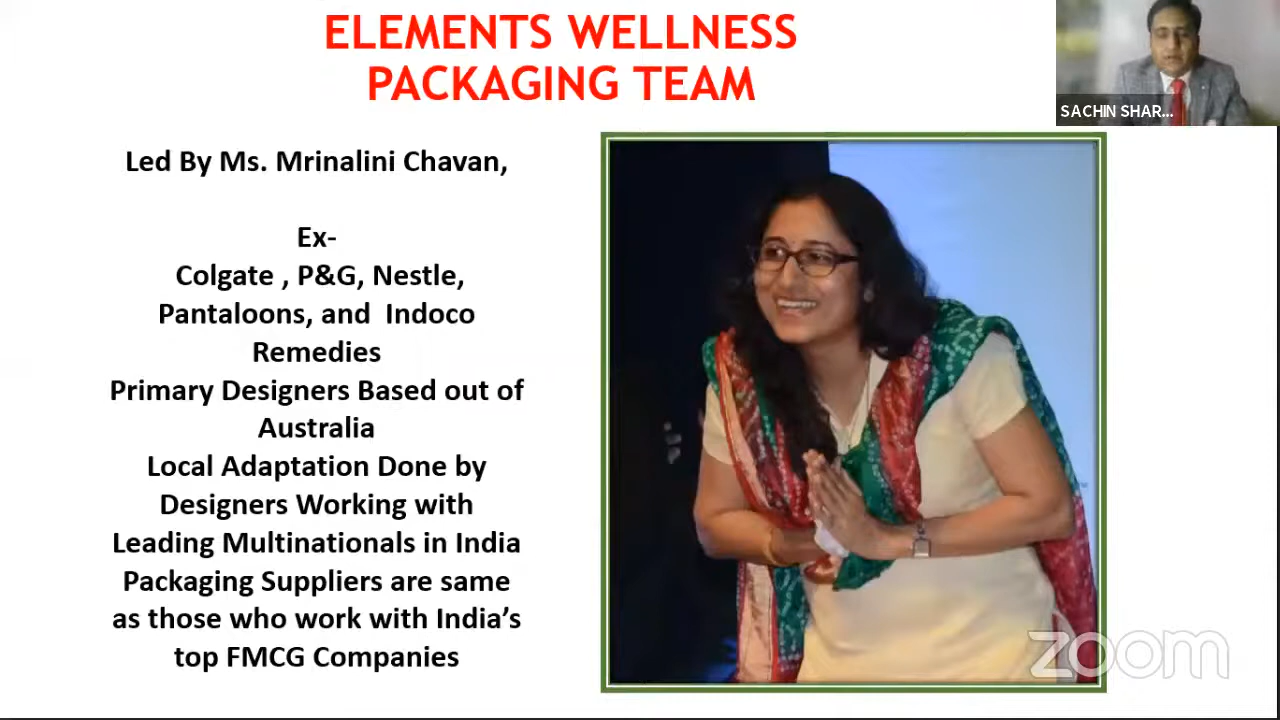 ELEMENTS WELLNESS
PACKAGING TEAM
SACHIN SHAR...
Led By Ms. Mrinalini Chavan,
Ex-
Colgate , P&G, Nestle,
Pantaloons, and Indoco
Remedies
Primary Designers Based out of
Australia
Local Adaptation Done by
Designers Working with
Leading Multinationals in India
Packaging Suppliers are same
as those who work with India’s
top FMCG Companies
zoom